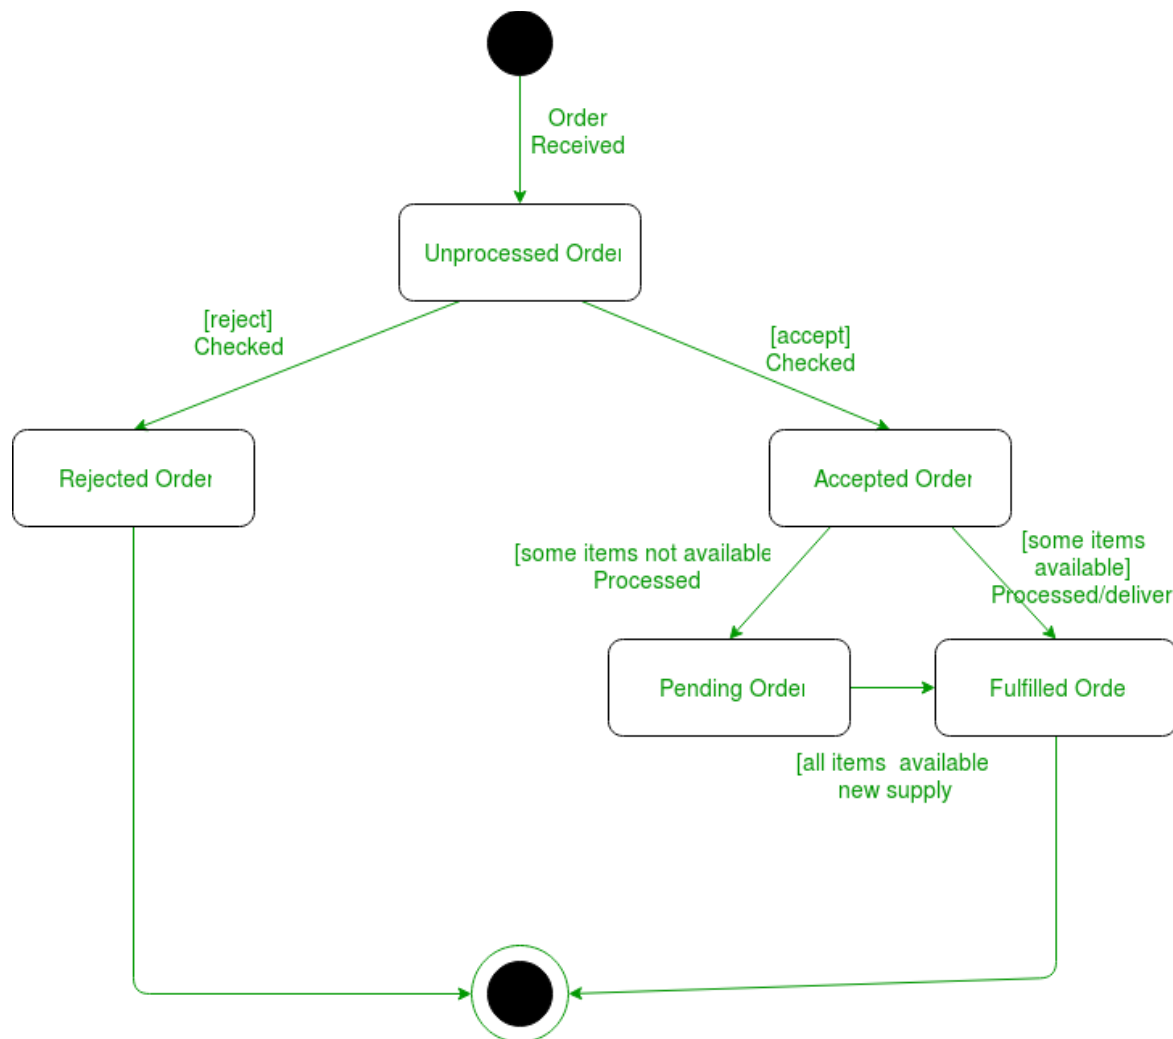 Order
Received
Unprocessed Order
[reject]
Checked
[accept]
Checked
Rejected Order
Accepted Order
[some items not available
Processed
[some items
available]
Processed/deliver
Pending Order
Fulfilled Orde
[all items available
new supply